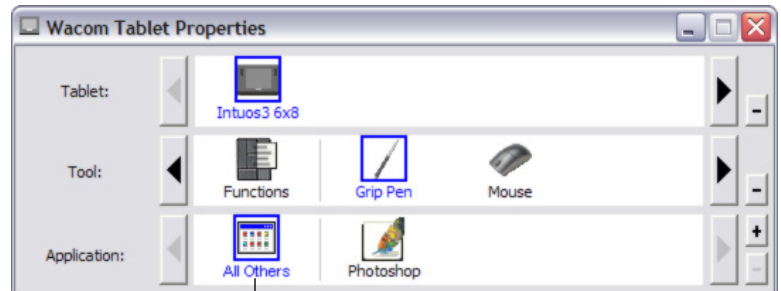 Wacom Tablet Properties
Tablet:
Intuos3 6x8
-
Tool:
Functions Grip Pen Mouse
-
Application:
All Others Photoshop
+
-